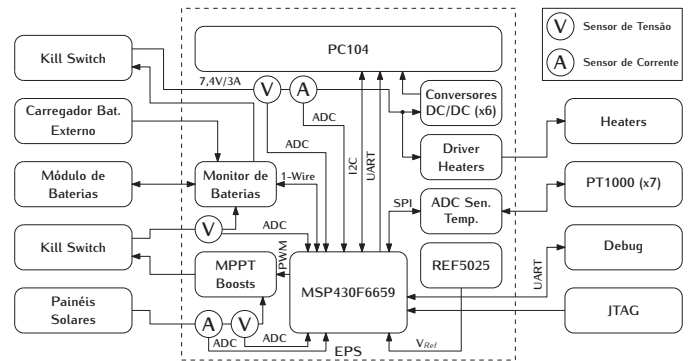 Kill Switch
PC104
V
Sensor de Tensão
A
Sensor de Corrente
7,4V/3A
V
A
Conversores
DC/DC (x6)
Carregador Bat.
Externo
ADC
ADC
I2C
UART
Driver
Heaters
Heaters
Módulo de
Baterias
Monitor de
Baterias
1-Wire
SPI
ADC Sen.
Temp.
PT1000 (x7)
Kill Switch
V
ADC
MPPT
Boosts
PWM
MSP430F6659
REF5025
UART
Debug
Painéis
Solares
A
V
JTAG
ADC
ADC
EPS
VRef